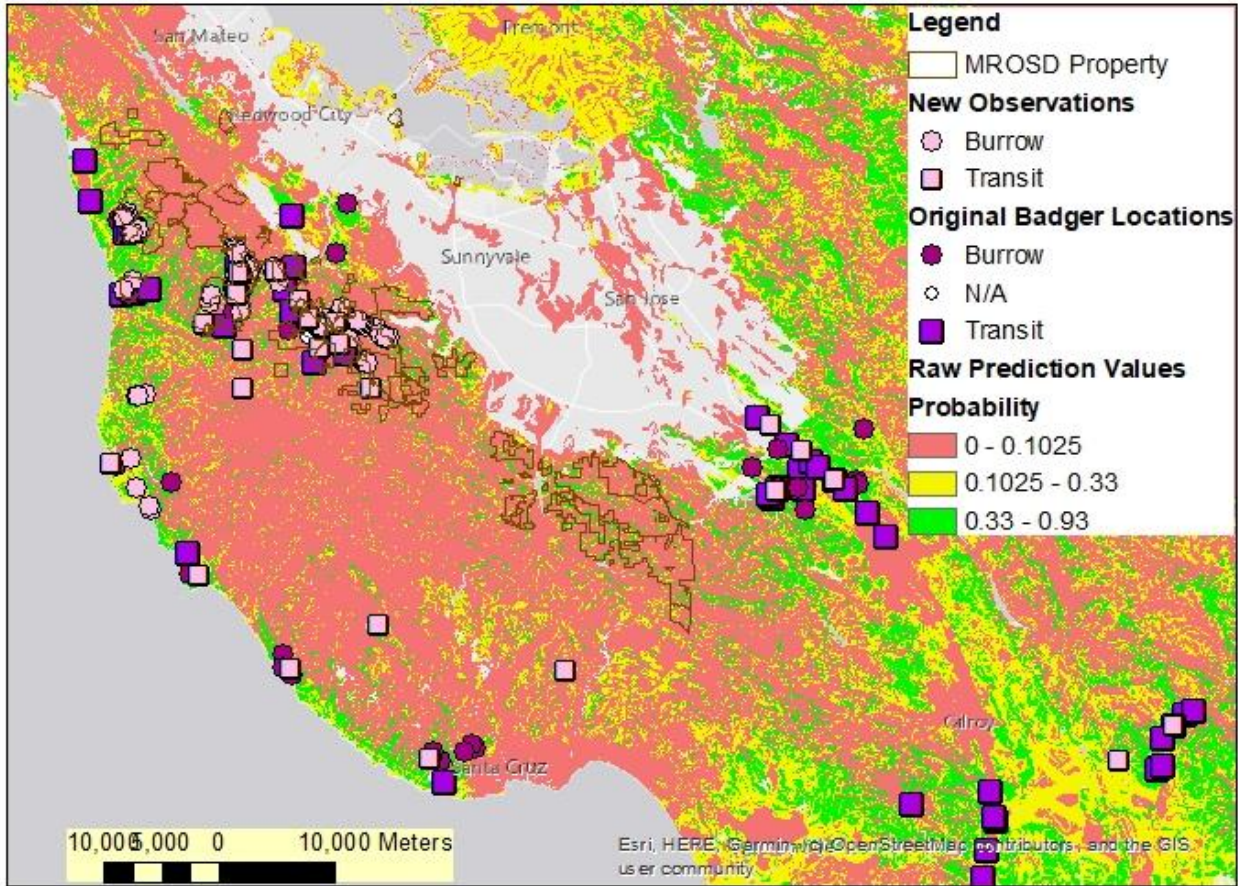 San Mateo
Fremont
Redwood City
Sunnyvale
San Jose
Gilroy
Santa Cruz
Legend
MROSD Property
New Observations
Burrow
Transit
Original Badger Locations
Burrow
N/A
Transit
Raw Prediction Values
Probability
0 - 0.1025
0.1025 - 0.33
0.33 - 0.93
10,000 5,000 0 10,000 Meters
Esri, HERE, Garmin, (c) OpenStreetMap contributors, and the GIS
user community